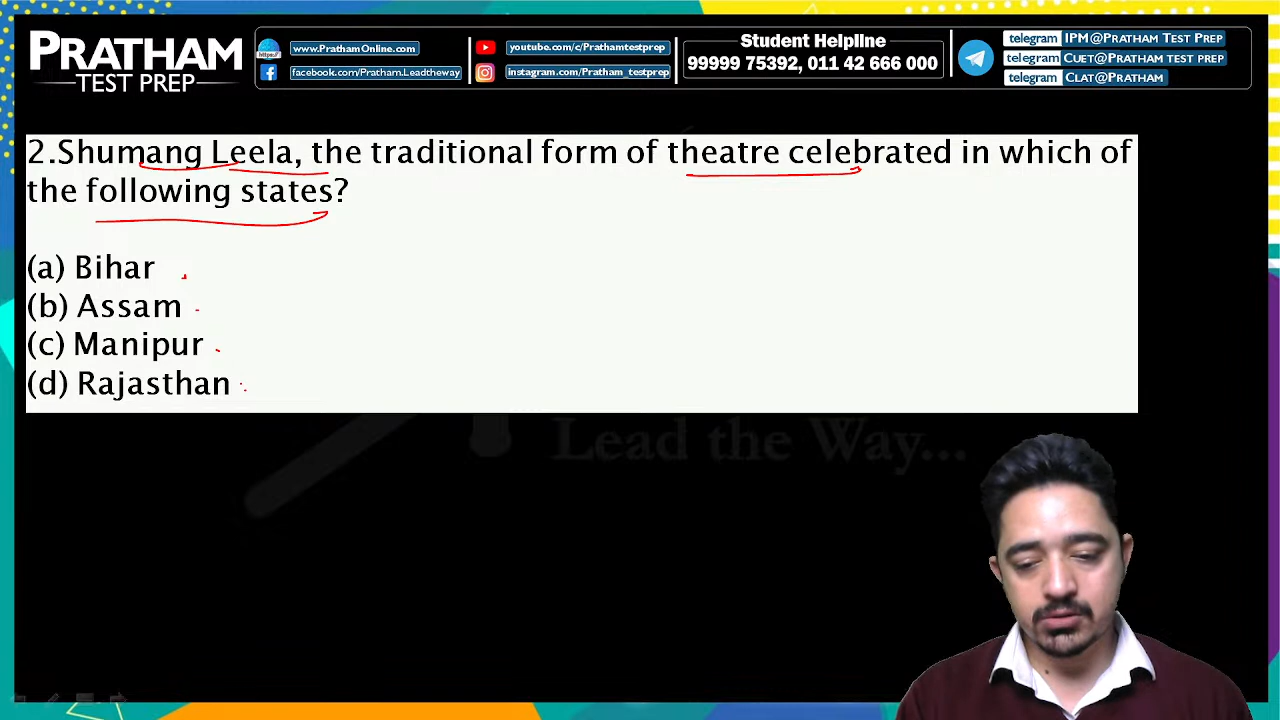 PRATHAM
TEST PREP
https://
www.PrathamOnline.com
facebook.com/Pratham.Leadtheway
youtube.com/c/Prathamtestprep
instagram.com/Pratham_testprep
Student Helpline
99999 75392, 011 42 666 000
telegram IPM@PRATHAM TEST PREP
telegram CUET@PRATHAM TEST PREP
telegram CLAT@PRATHAM
2.Shumang Leela, the traditional form of theatre celebrated in which of
the following states?
(a) Bihar
(b) Assam
(c) Manipur
(d) Rajasthan
Lead the Way...